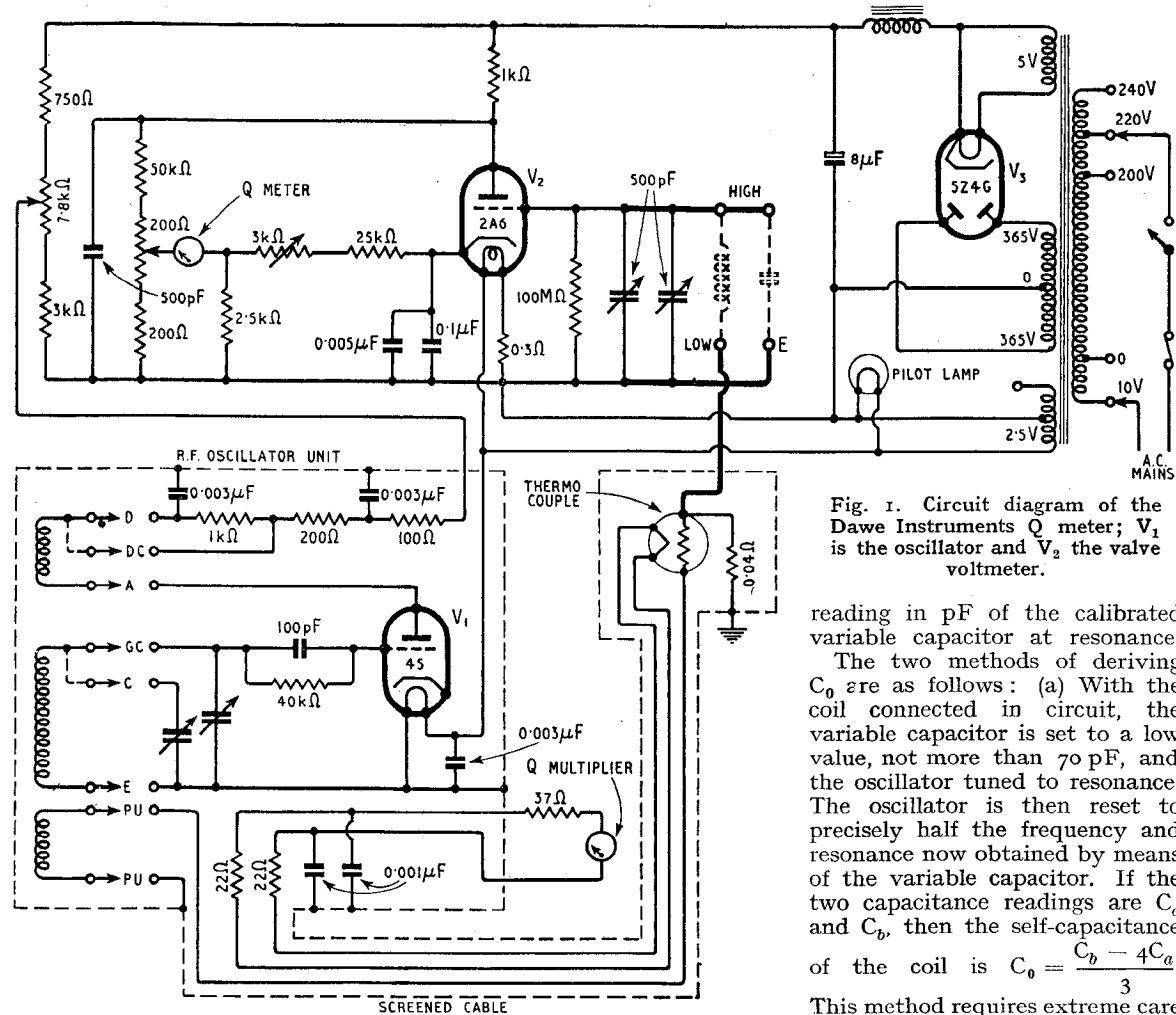 1kΩ
5V
240V
220V
200V
750Ω
50kΩ
Q METER
7·8kΩ
200Ω
3kΩ
25kΩ
V2
2A6
500pF
HIGH
8µF
V3
5Z4G
365V
0
365V
500pF
3kΩ
200Ω
2·5kΩ
0·005µF
0·1µF
0·3Ω
100MΩ
LOW
E
PILOT LAMP
0
10V
2·5V
A.C. MAINS
R.F. OSCILLATOR UNIT
0·003µF
0·003µF
D
1kΩ
200Ω
100Ω
DC
A
THERMO
COUPLE
0·04Ω
V1
45
GC
100pF
40kΩ
C
0·003µF
E
Q MULTIPLIER
PU
37Ω
22Ω
22Ω
0·001µF
PU
SCREENED CABLE
Fig. 1. Circuit diagram of the
Dawe Instruments Q meter; V1
is the oscillator and V2 the valve
voltmeter.
reading in pF of the calibrated
variable capacitor at resonance
The two methods of deriving
C0 are as follows: (a) With the
coil connected in circuit, the
variable capacitor is set to a low
value, not more than 70 pF, and
the oscillator tuned to resonance
The oscillator is then reset to
precisely half the frequency and
resonance now obtained by means
of the variable capacitor. If the
two capacitance readings are Ca
and Cb, then the self-capacitance
of the coil is C0 = (Cb − 4Ca)/3
This method requires extreme care